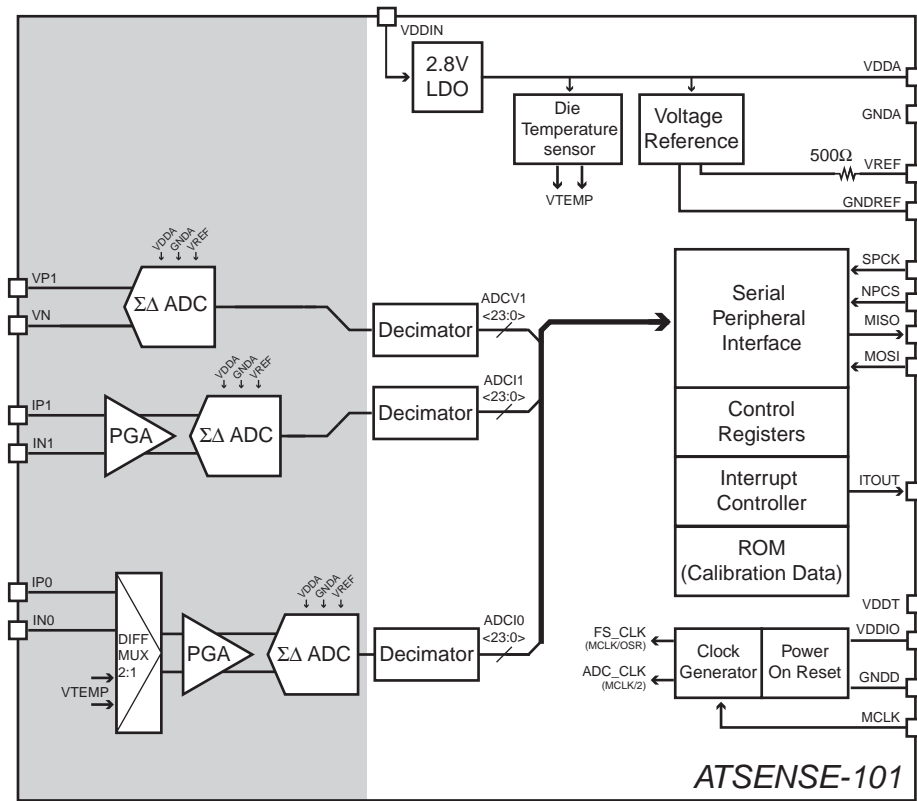 VDDIN
2.8V
LDO
VDDA
GNDA
Die
Temperature
sensor
VTEMP
Voltage
Reference
500Ω
VREF
GNDREF
VDDA
GNDA
VREF
VP1
VN
ΣΔ ADC
Decimator
ADCV1
<23:0>
VDDA
GNDA
VREF
IP1
IN1
PGA
ΣΔ ADC
Decimator
ADCI1
<23:0>
Serial
Peripheral
Interface
SPCK
NPCS
MISO
MOSI
Control
Registers
Interrupt
Controller
ITOUT
ROM
(Calibration Data)
VDDA
GNDA
VREF
IP0
IN0
DIFF
MUX
2:1
VTEMP
PGA
ΣΔ ADC
Decimator
ADCI0
<23:0>
VDDT
FS_CLK
(MCLK/OSR)
ADC_CLK
(MCLK/2)
Clock
Generator
Power
On Reset
VDDIO
GNDD
MCLK
ATSENSE-101